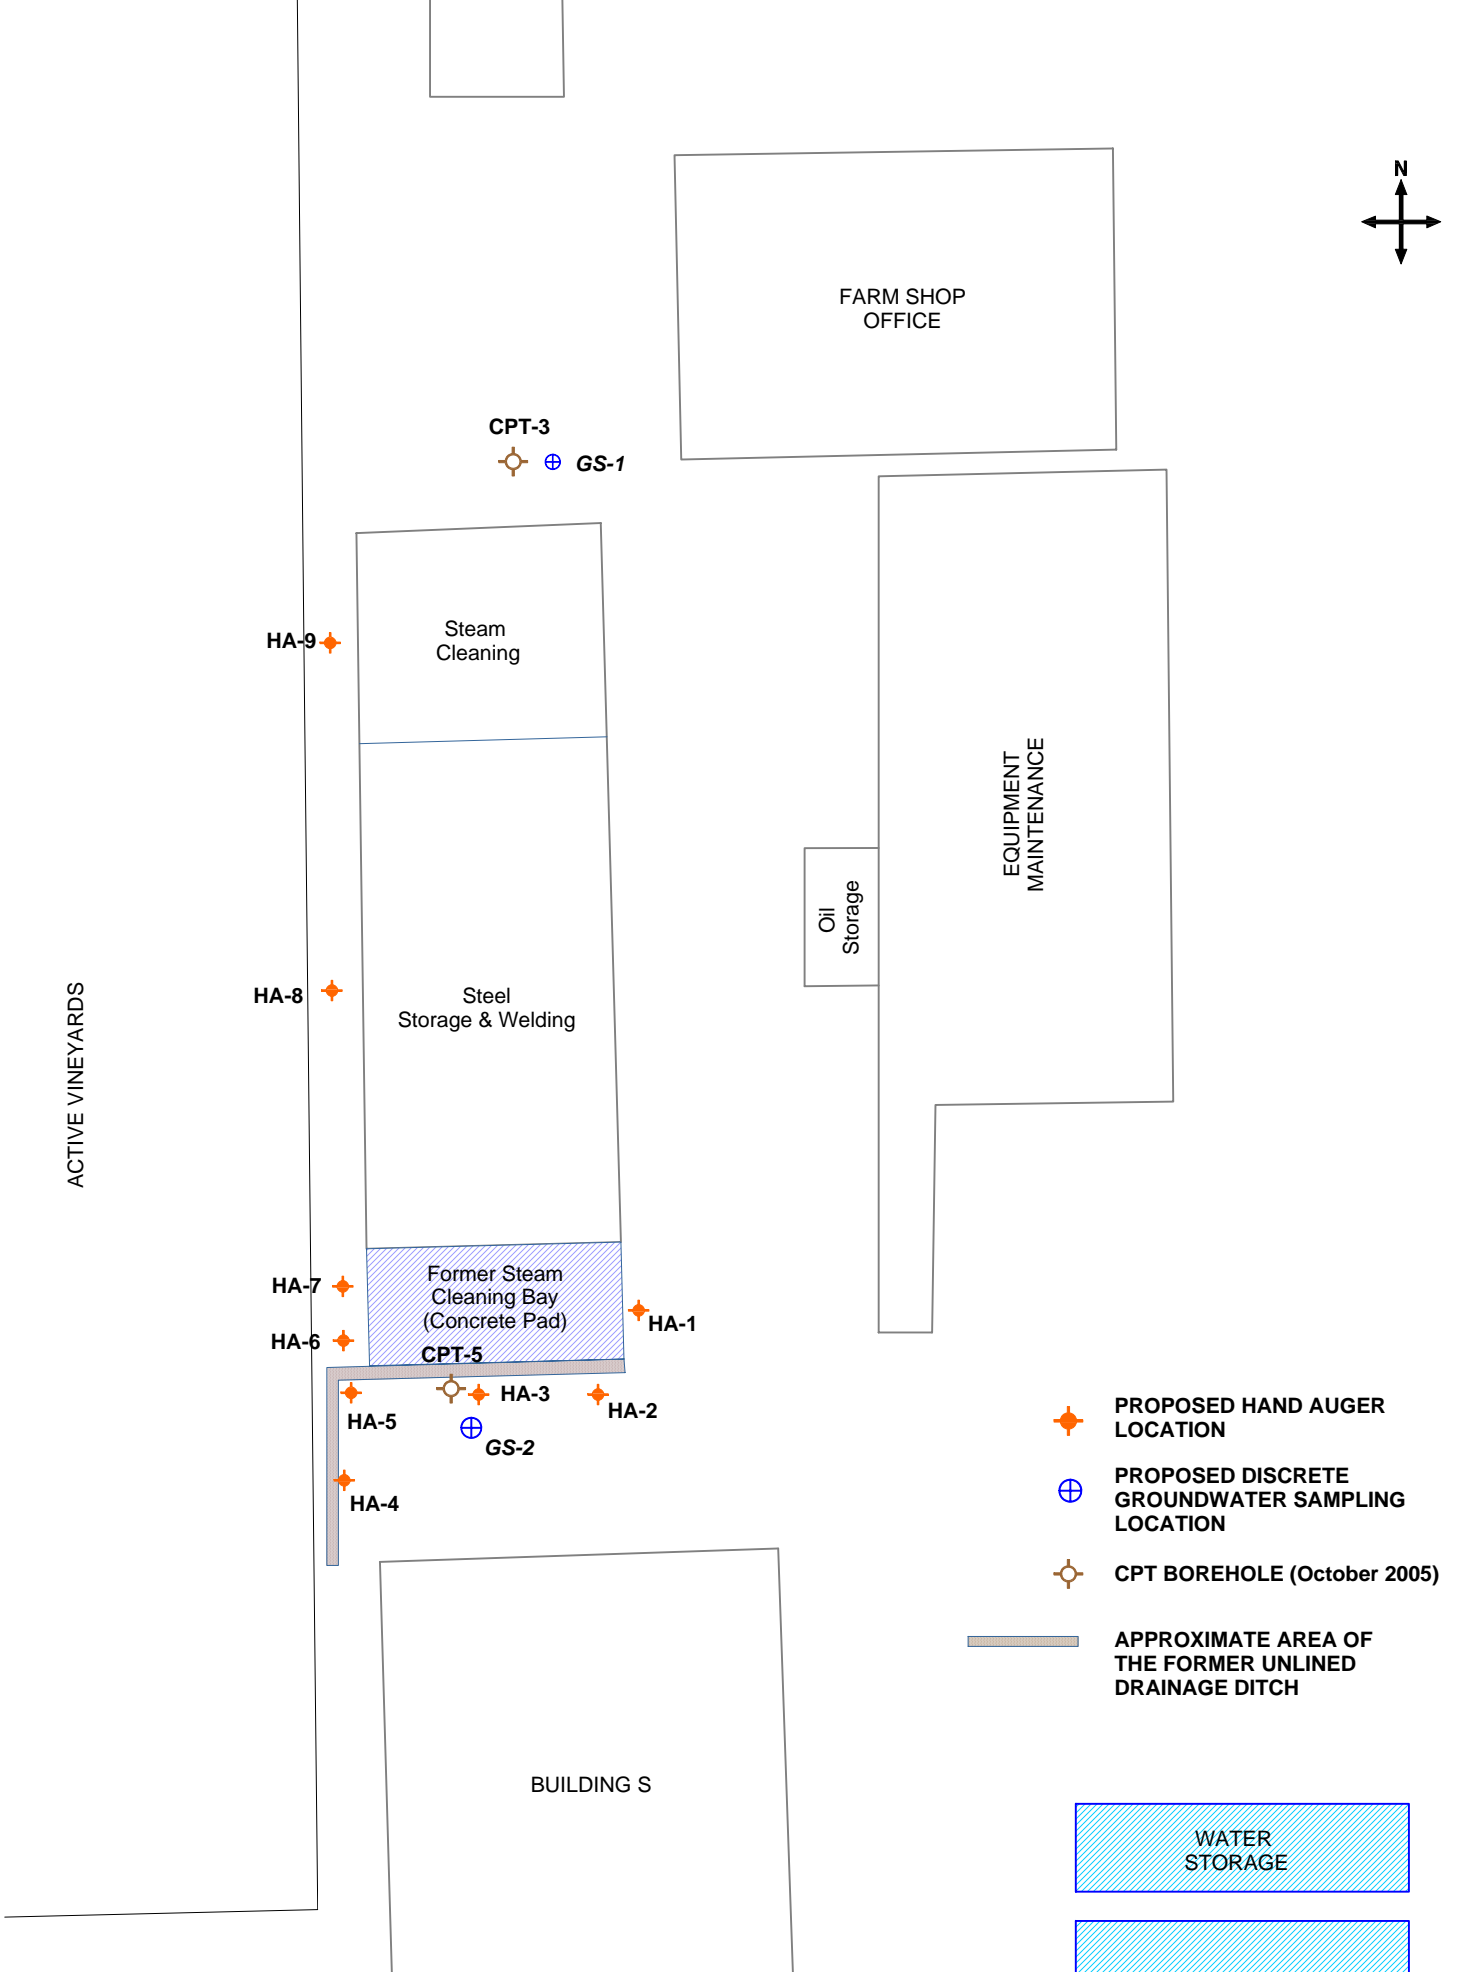 N
FARM SHOP
OFFICE
CPT-3
GS-1
HA-9
Steam
Cleaning
EQUIPMENT
MAINTENANCE
Oil
Storage
HA-8
Steel
Storage & Welding
ACTIVE VINEYARDS
HA-7
Former Steam
Cleaning Bay
(Concrete Pad)
HA-1
HA-6
CPT-5
HA-3
HA-2
HA-5
GS-2
HA-4
PROPOSED HAND AUGER
LOCATION
PROPOSED DISCRETE
GROUNDWATER SAMPLING
LOCATION
CPT BOREHOLE (October 2005)
APPROXIMATE AREA OF
THE FORMER UNLINED
DRAINAGE DITCH
BUILDING S
WATER
STORAGE